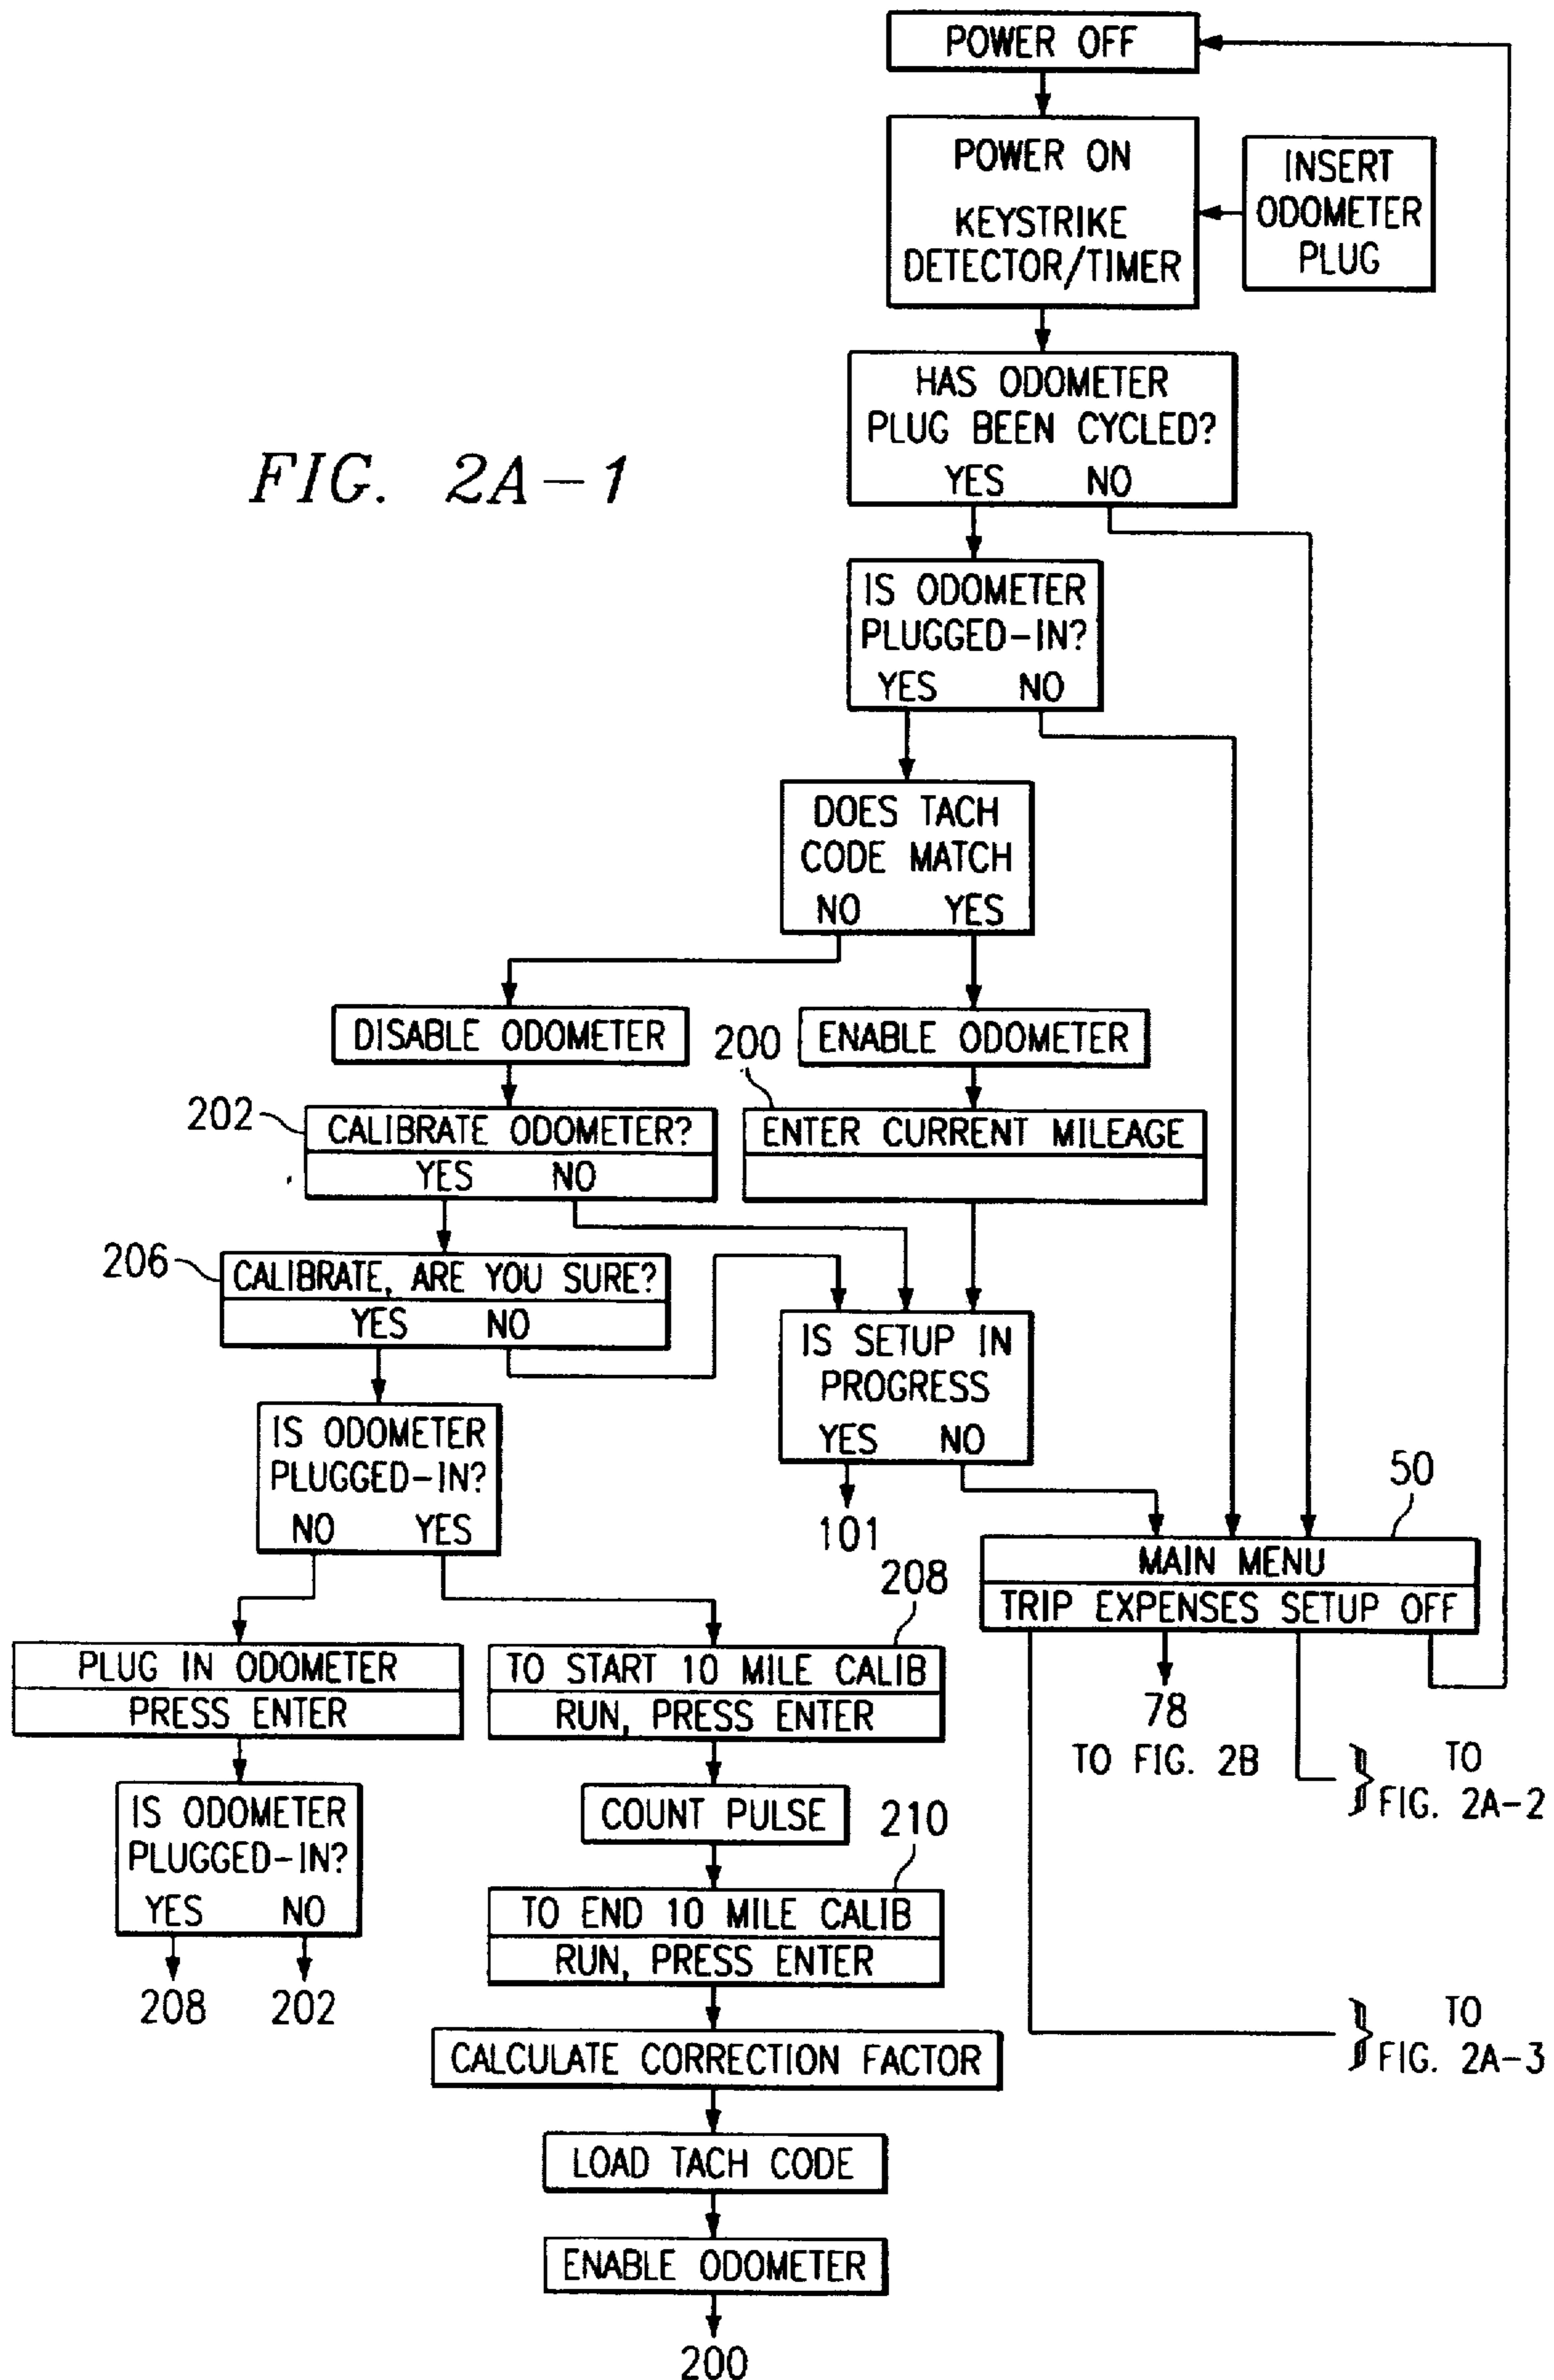 POWER OFF
POWER ON
KEYSTRIKE
DETECTOR/TIMER
INSERT
ODOMETER
PLUG
HAS ODOMETER
PLUG BEEN CYCLED?
YES NO
FIG. 2A-1
IS ODOMETER
PLUGGED-IN?
YES NO
DOES TACH
CODE MATCH
NO YES
DISABLE ODOMETER
200
ENABLE ODOMETER
202
CALIBRATE ODOMETER?
YES NO
ENTER CURRENT MILEAGE
206
CALIBRATE, ARE YOU SURE?
YES NO
IS SETUP IN
PROGRESS
YES NO
101
IS ODOMETER
PLUGGED-IN?
NO YES
50
MAIN MENU
TRIP EXPENSES SETUP OFF
78
TO FIG. 2B
TO
FIG. 2A-2
TO
FIG. 2A-3
PLUG IN ODOMETER
PRESS ENTER
208
TO START 10 MILE CALIB
RUN, PRESS ENTER
IS ODOMETER
PLUGGED-IN?
YES NO
208 202
COUNT PULSE
210
TO END 10 MILE CALIB
RUN, PRESS ENTER
CALCULATE CORRECTION FACTOR
LOAD TACH CODE
ENABLE ODOMETER
200